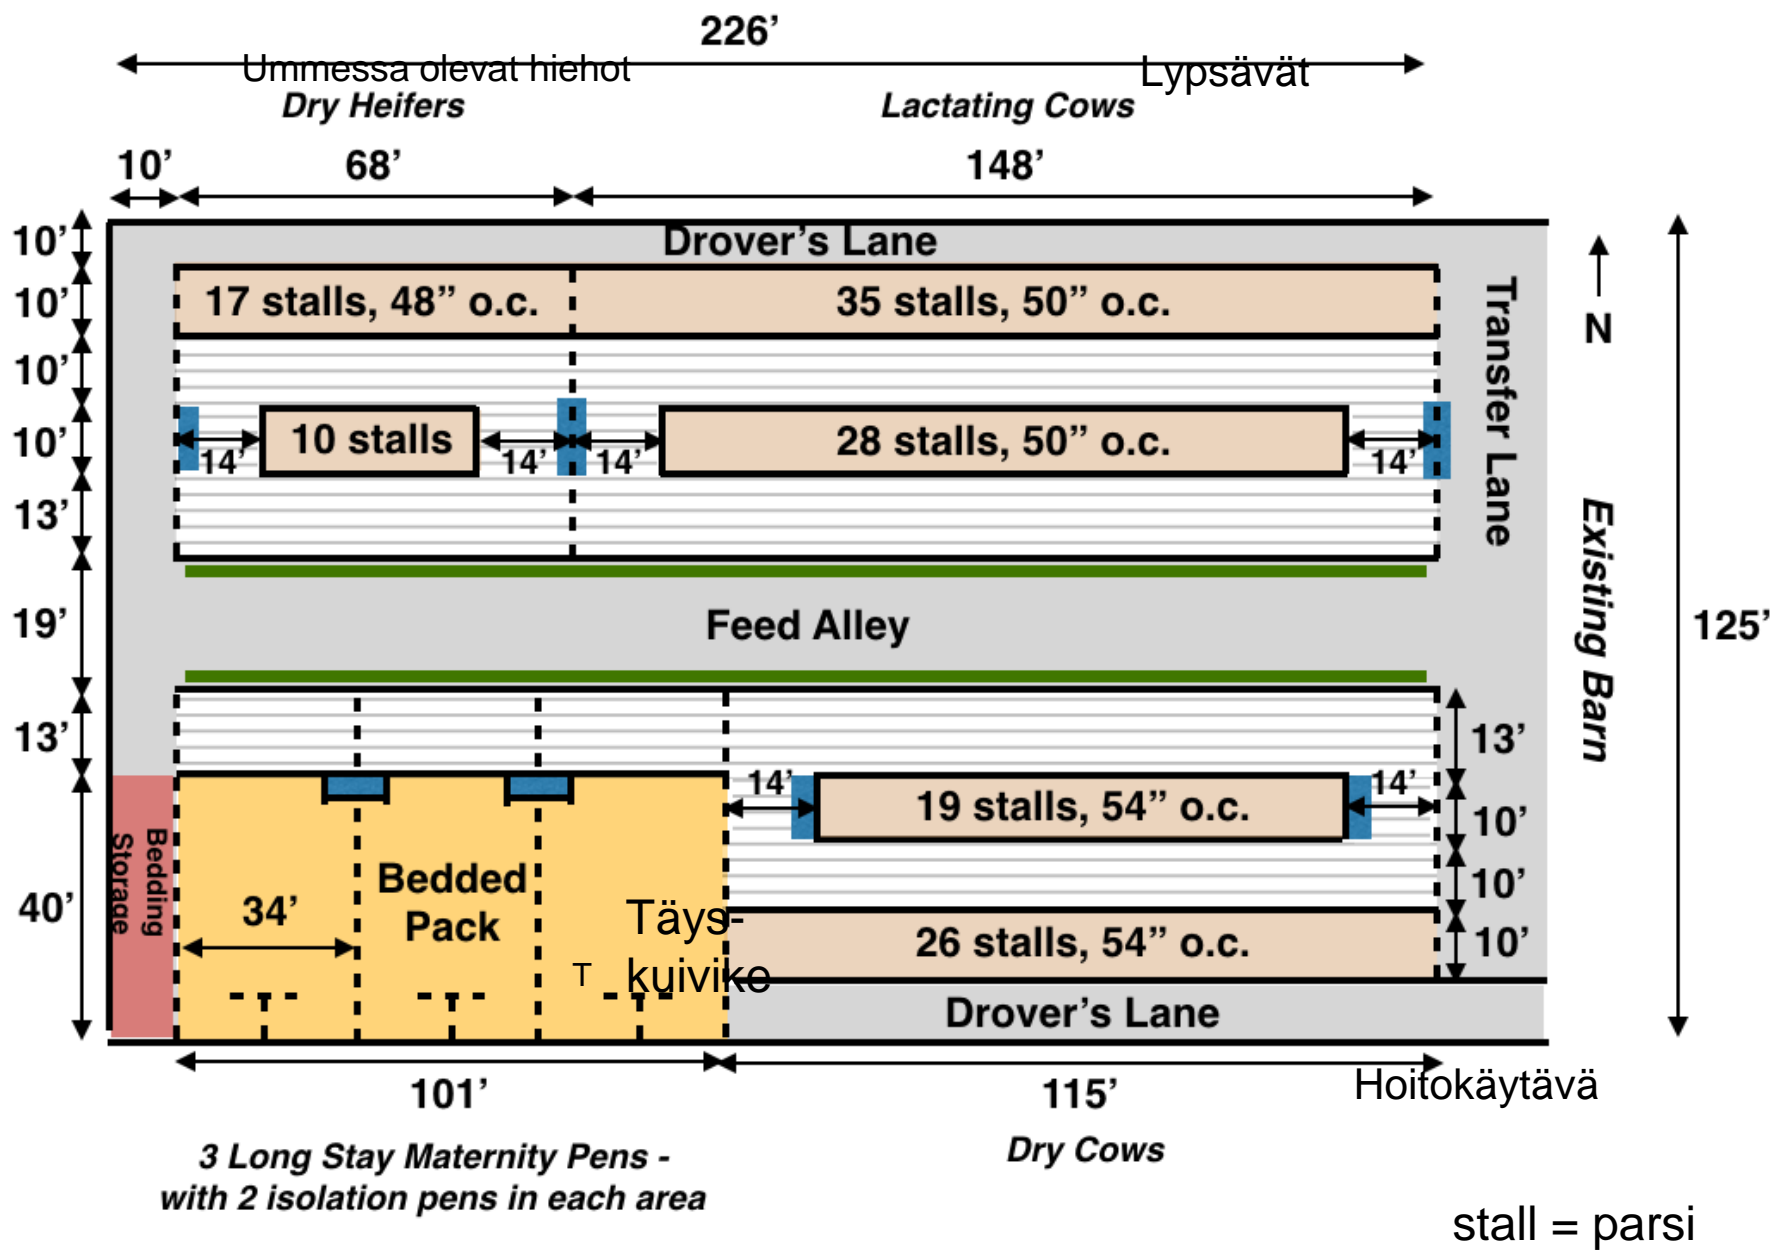 226’
Ummessa olevat hiehot
Lypsävät
Dry Heifers
Lactating Cows
10’
68’
148’
10’
Drover’s Lane
10’
17 stalls, 48” o.c.
35 stalls, 50” o.c.
Transfer Lane
N
10’
10’
10 stalls
28 stalls, 50” o.c.
14’
14’
14’
14’
13’
Existing Barn
19’
Feed Alley
125’
13’
13’
14’
14’
19 stalls, 54” o.c.
10’
Bedding
Storage
40’
34’
Bedded
Pack
10’
Täys-
kuivike
T
26 stalls, 54” o.c.
10’
Drover’s Lane
101’
115’
Hoitokäytävä
3 Long Stay Maternity Pens -
with 2 isolation pens in each area
Dry Cows
stall = parsi